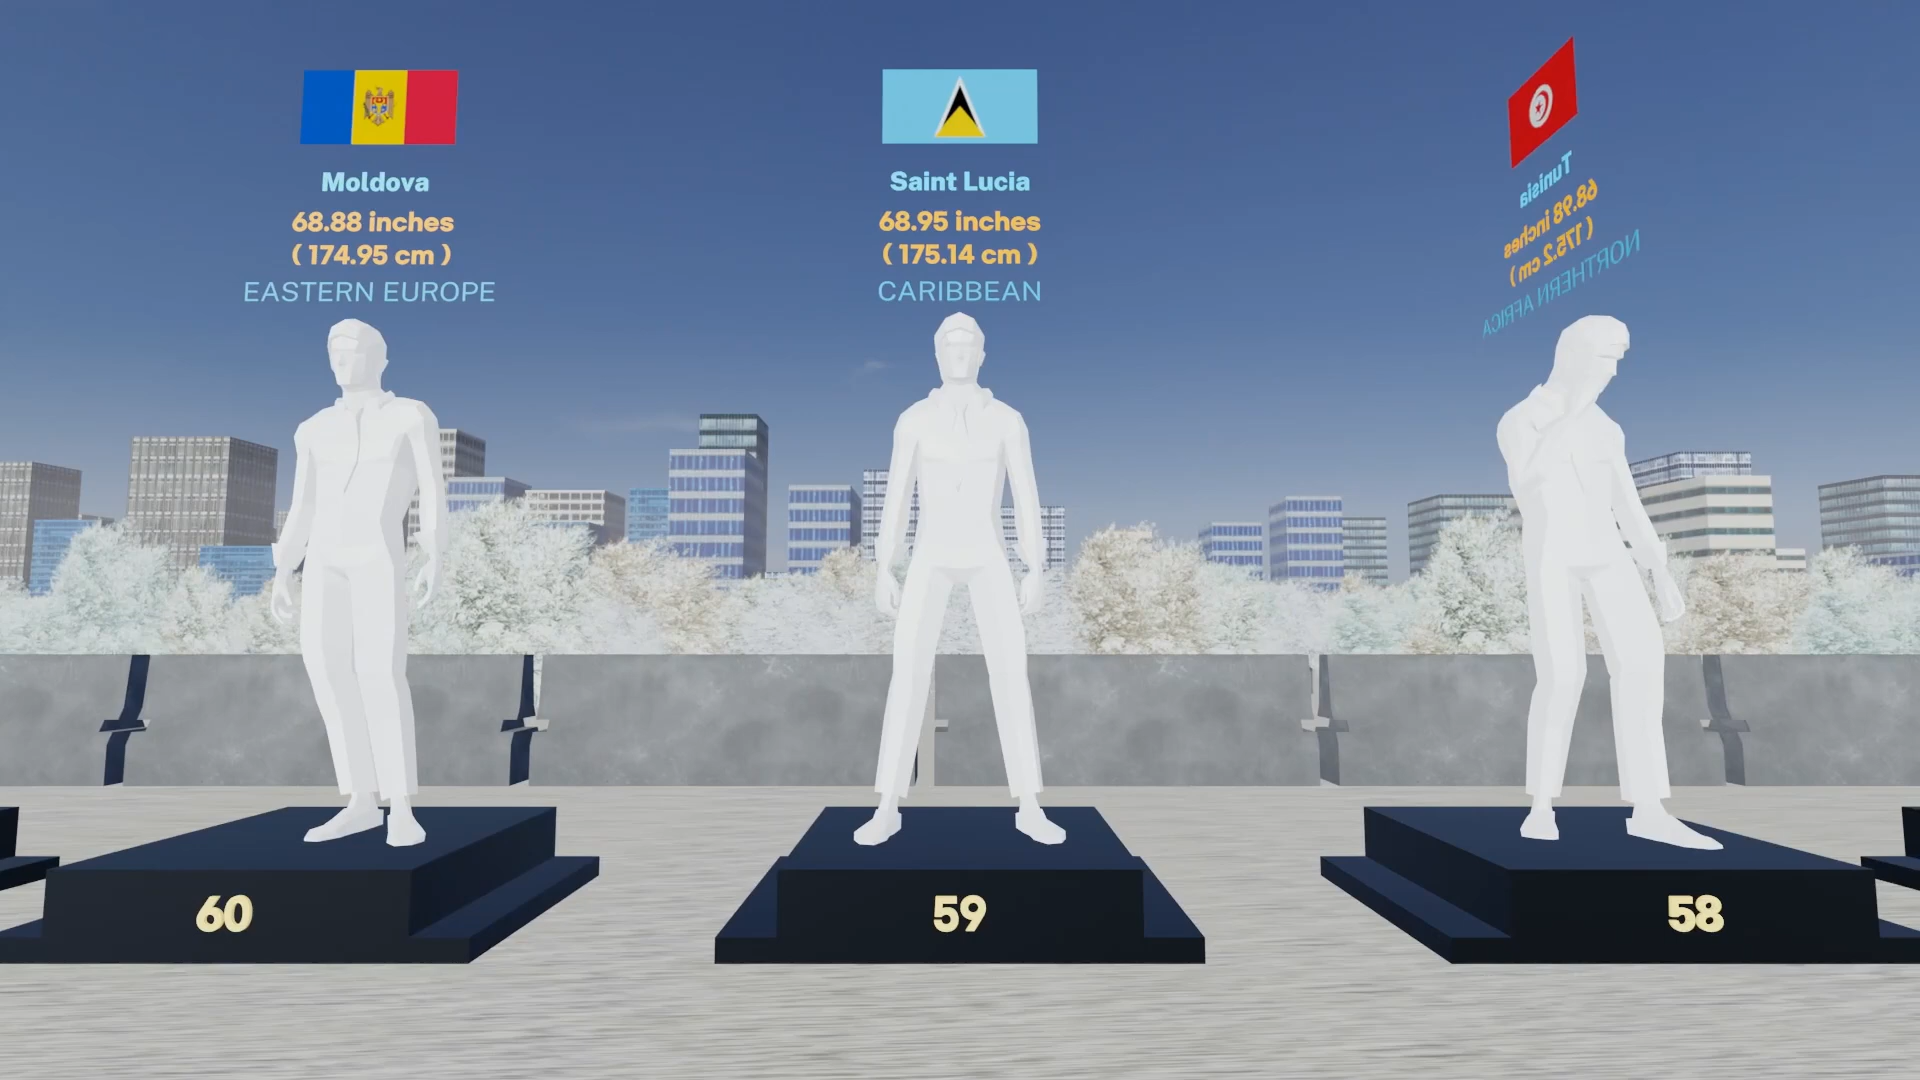 Moldova
68.88 inches
( 174.95 cm )
EASTERN EUROPE
Saint Lucia
68.95 inches
( 175.14 cm )
CARIBBEAN
Tunisia
68.98 inches
( 175.2 cm )
NORTHERN AFRICA
60
59
58